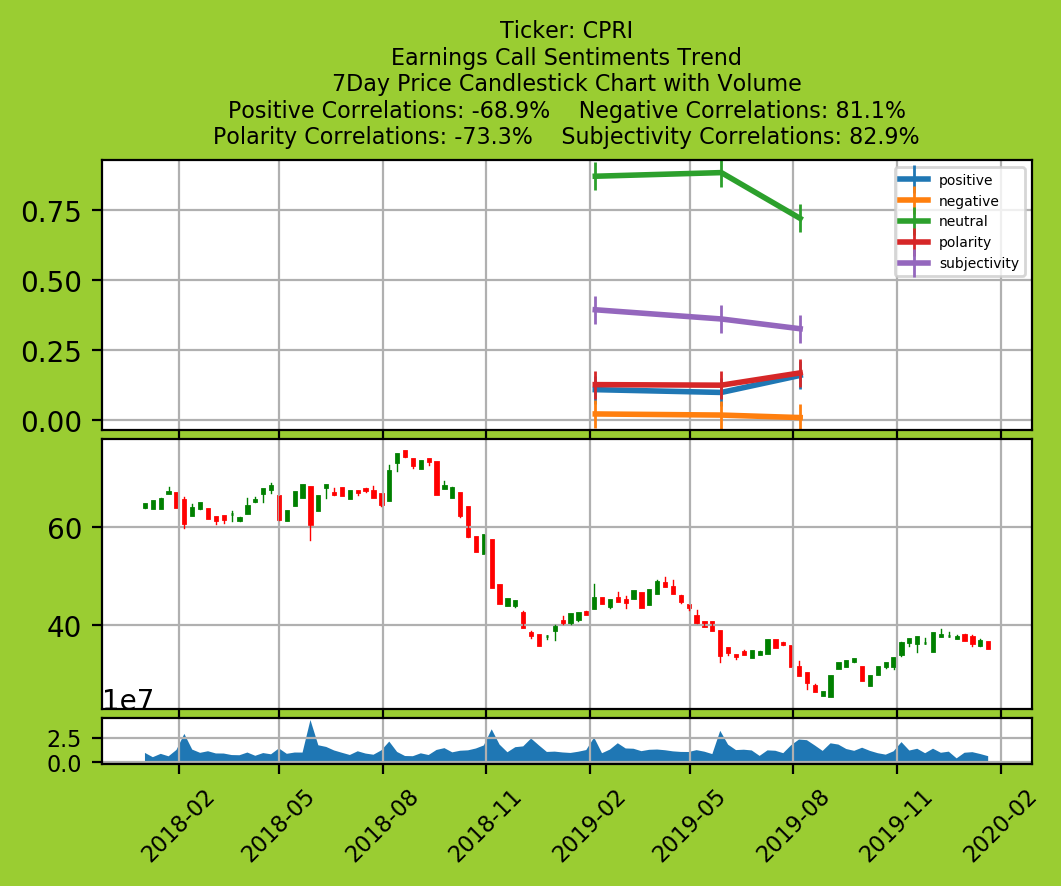 Ticker: CPRI
Earnings Call Sentiments Trend
7Day Price Candlestick Chart with Volume
Positive Correlations: -68.9%    Negative Correlations: 81.1%
Polarity Correlations: -73.3%    Subjectivity Correlations: 82.9%
positive
negative
neutral
polarity
subjectivity
0.75
0.50
0.25
0.00
60
40
1e7
2.5
0.0
2018-02
2018-05
2018-08
2018-11
2019-02
2019-05
2019-08
2019-11
2020-02